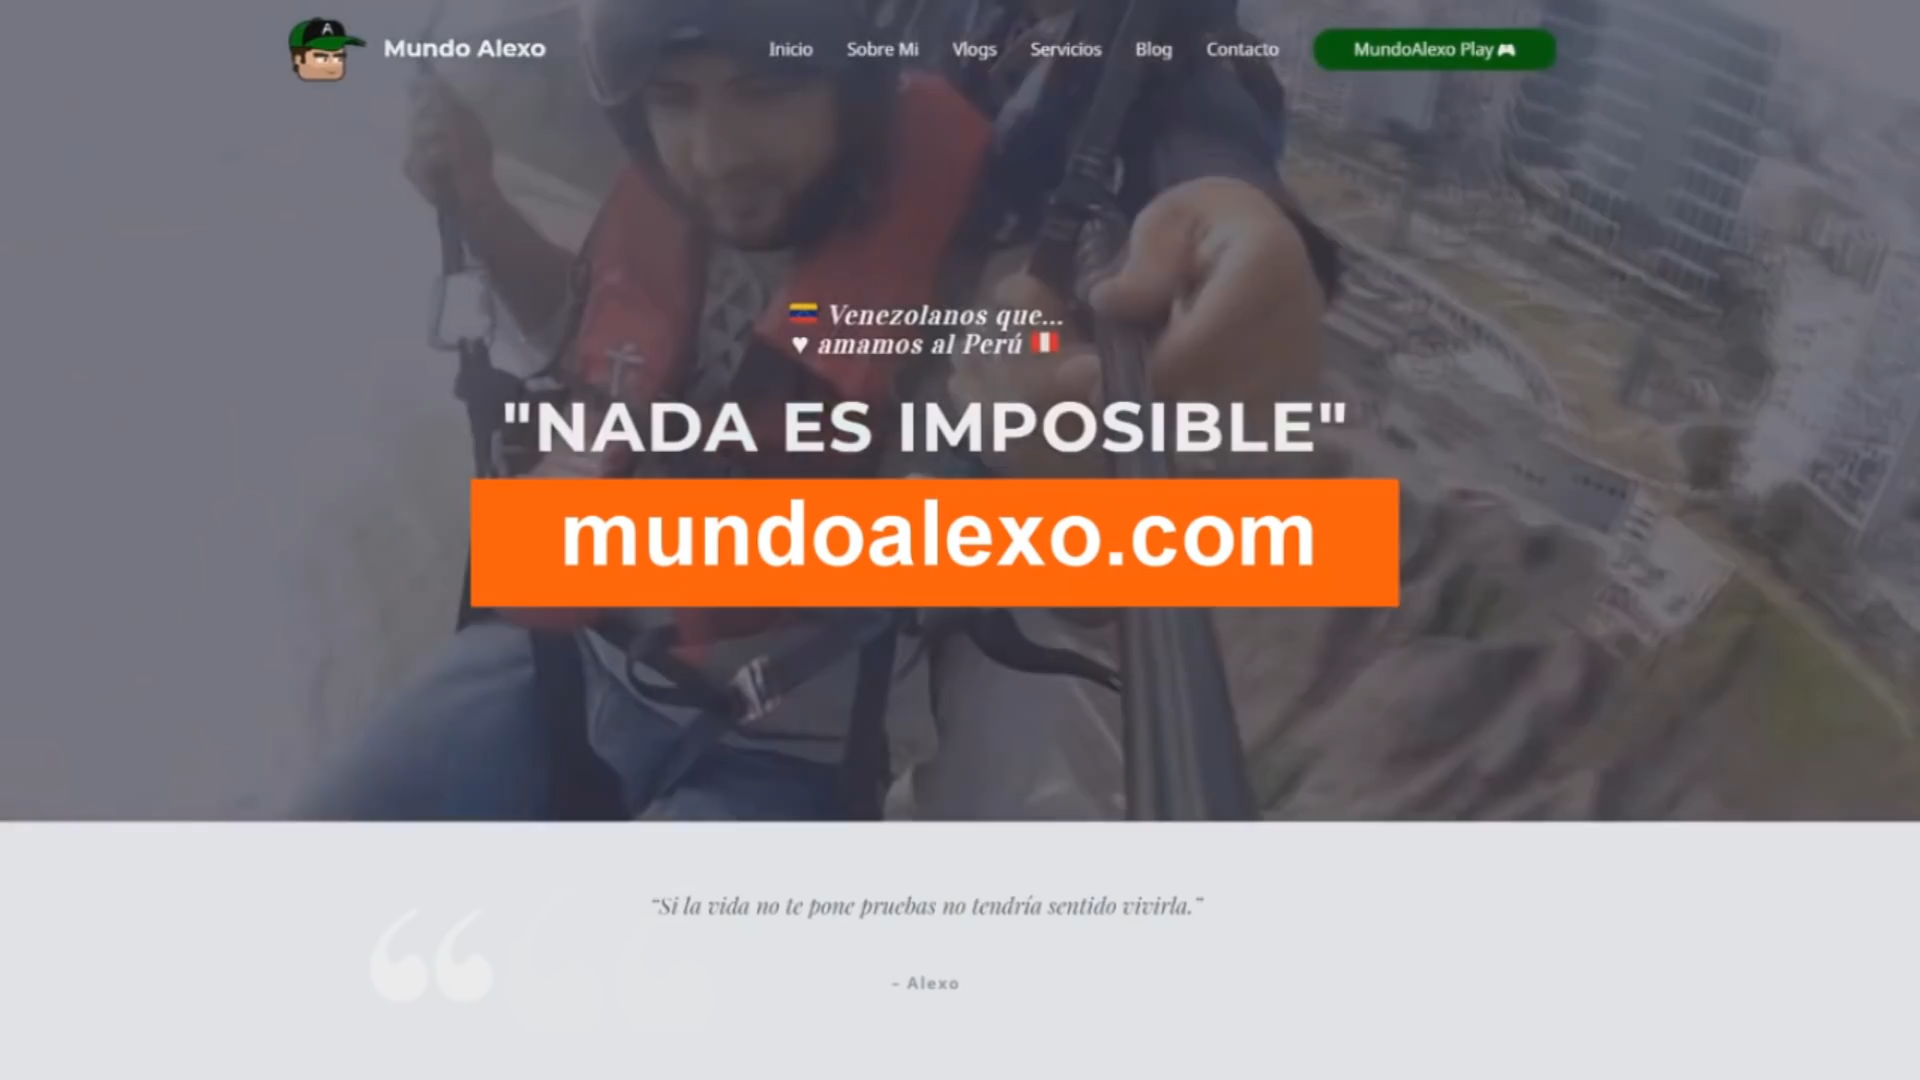 A
Mundo Alexo
Inicio Sobre Mi Vlogs Servicios Blog Contacto MundoAlexo Play
Venezolanos que...
♥ amamos al Perú
"NADA ES IMPOSIBLE"
mundoalexo.com
“Si la vida no te pone pruebas no tendría sentido vivirla.”
– Alexo